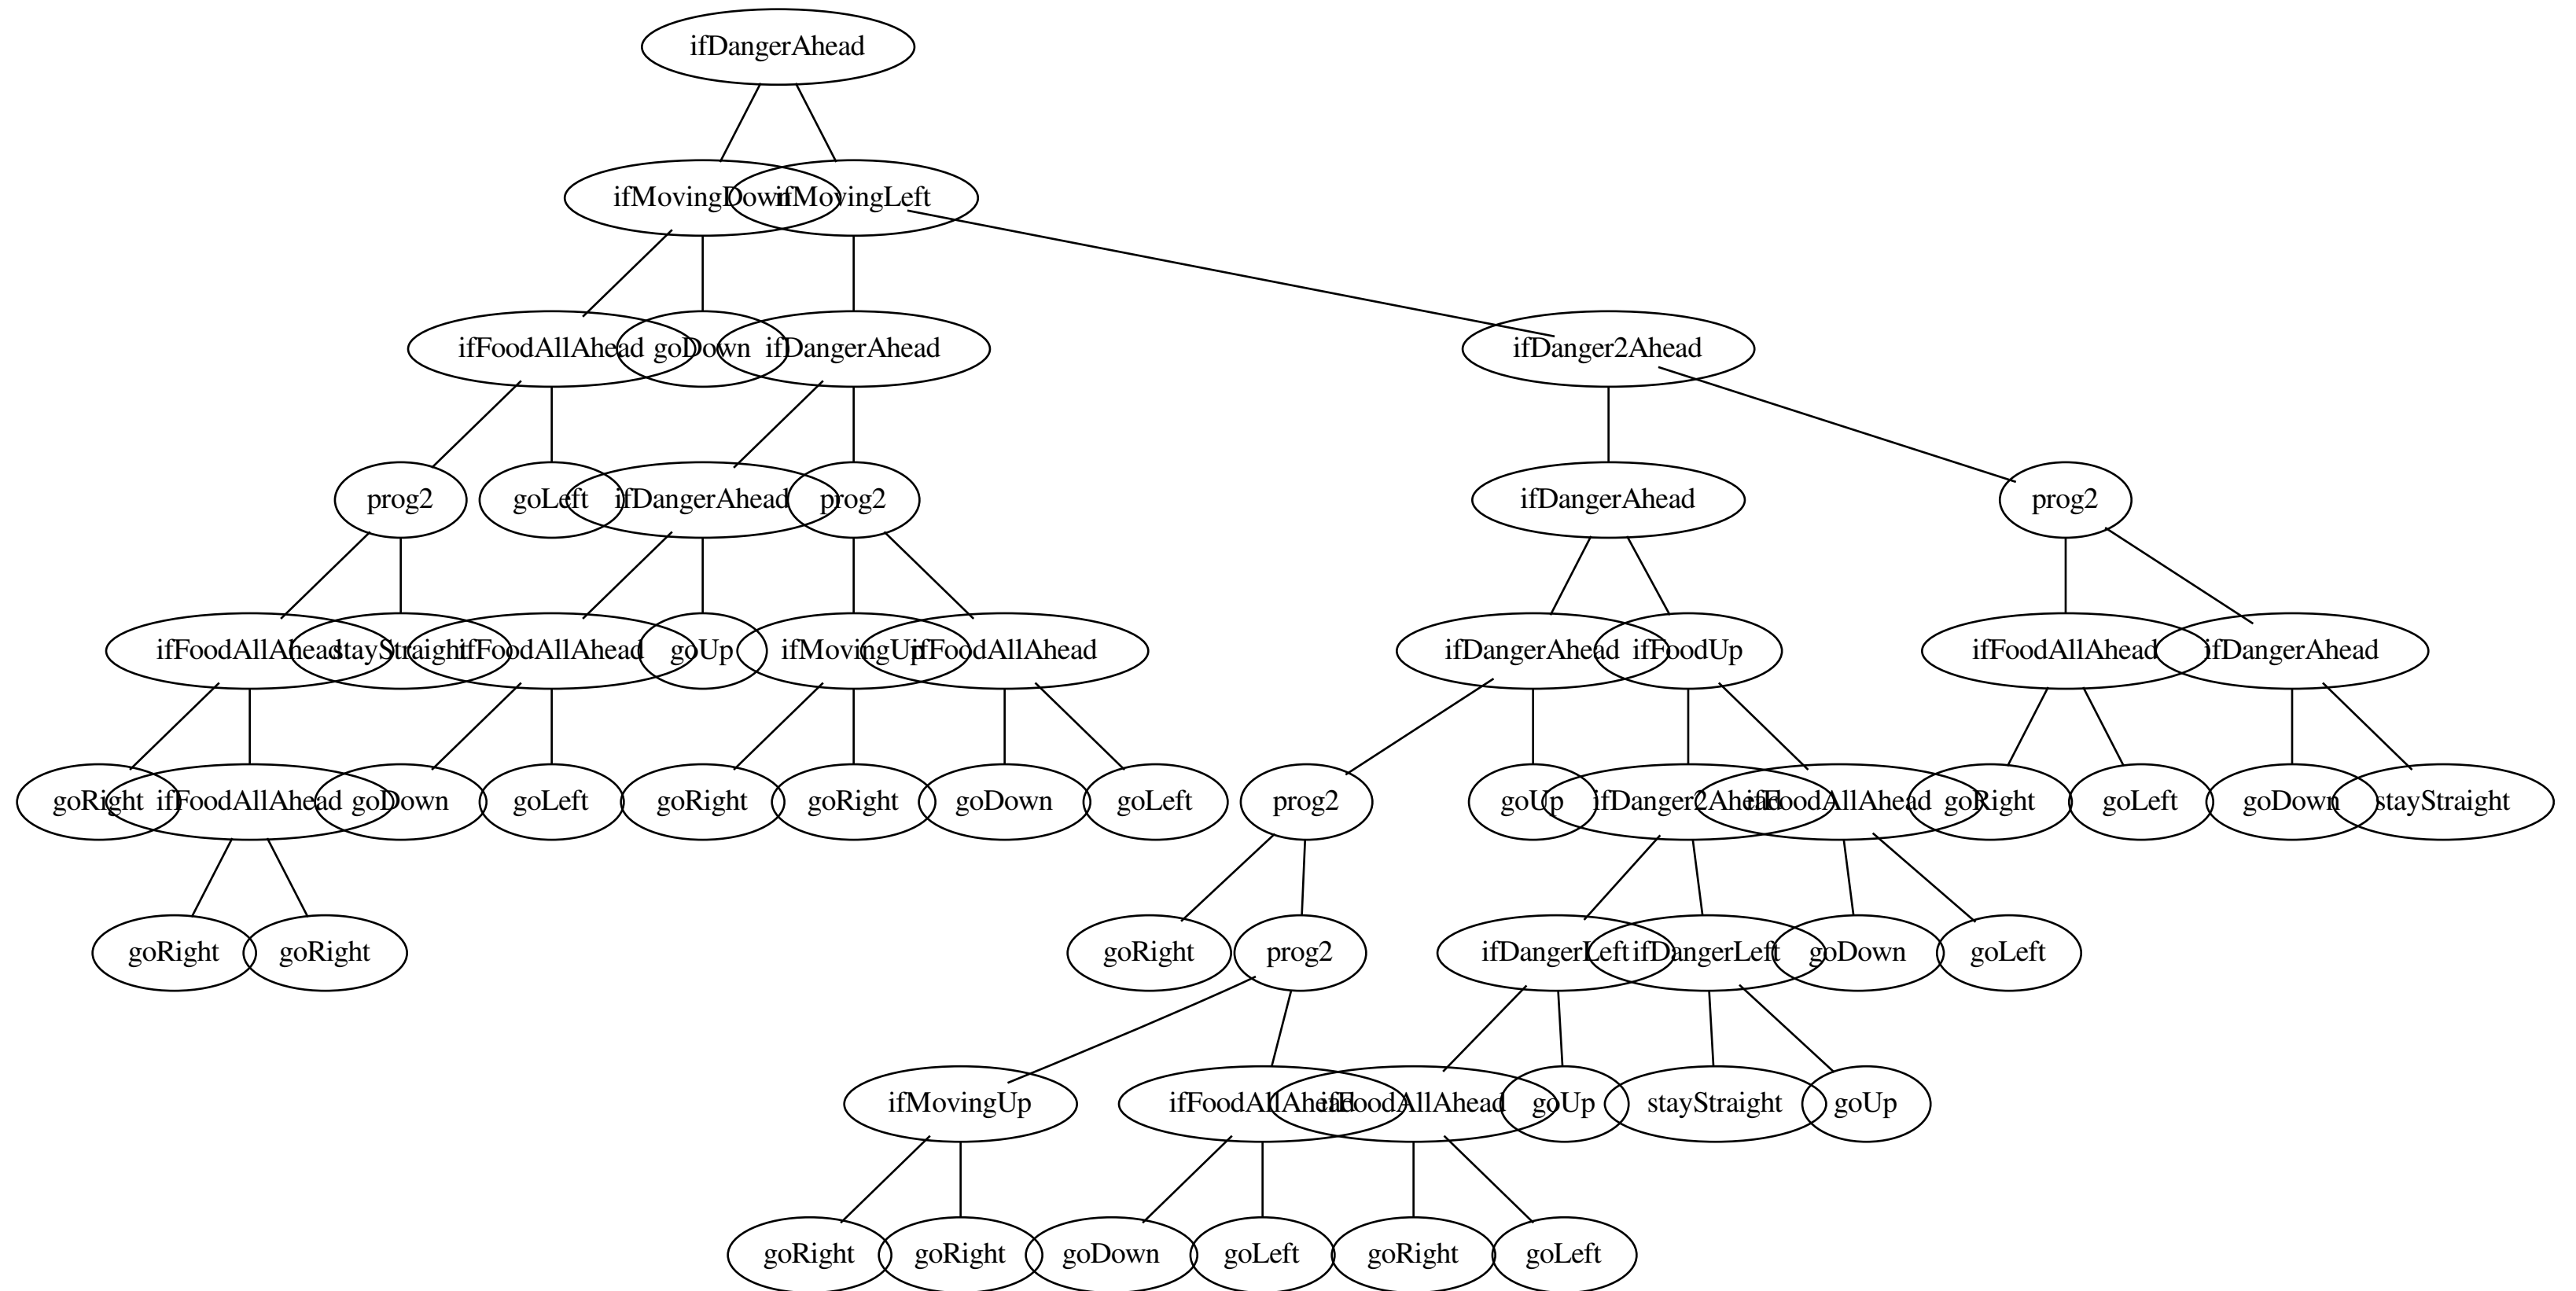 ifDangerAhead
ifMovingDown ifMovingLeft
ifFoodAllAhead goDown ifDangerAhead ifDanger2Ahead
prog2 goLeft ifDangerAhead prog2 ifDangerAhead prog2
ifFoodAllAhead stayStraight ifFoodAllAhead goUp ifMovingUp ifFoodAllAhead ifDangerAhead ifFoodUp ifFoodAllAhead ifDangerAhead
goRight ifFoodAllAhead goDown goLeft goRight goRight goDown goLeft prog2 goUp ifDanger2Ahead ifFoodAllAhead goRight goLeft goDown stayStraight
goRight goRight goRight prog2 ifDangerLeft ifDangerLeft goDown goLeft
ifMovingUp ifFoodAllAhead ifFoodAllAhead goUp stayStraight goUp
goRight goRight goDown goLeft goRight goLeft